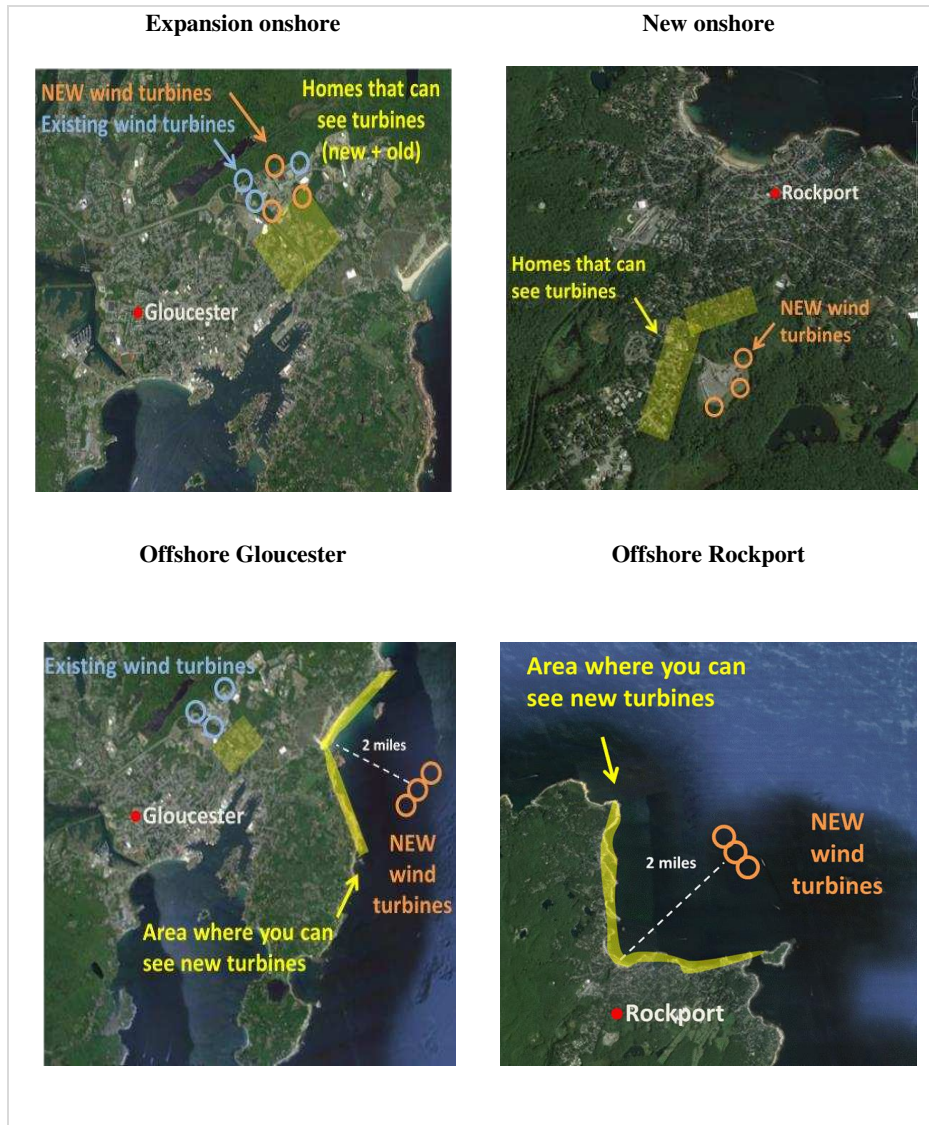 Expansion onshore
New onshore
NEW wind turbines
Existing wind turbines
Homes that can
see turbines
(new + old)
Gloucester
Rockport
Homes that can
see turbines
NEW wind
turbines
Offshore Gloucester
Offshore Rockport
Existing wind turbines
2 miles
Gloucester
NEW
wind
turbines
Area where you can
see new turbines
Area where you can
see new turbines
2 miles
NEW
wind
turbines
Rockport